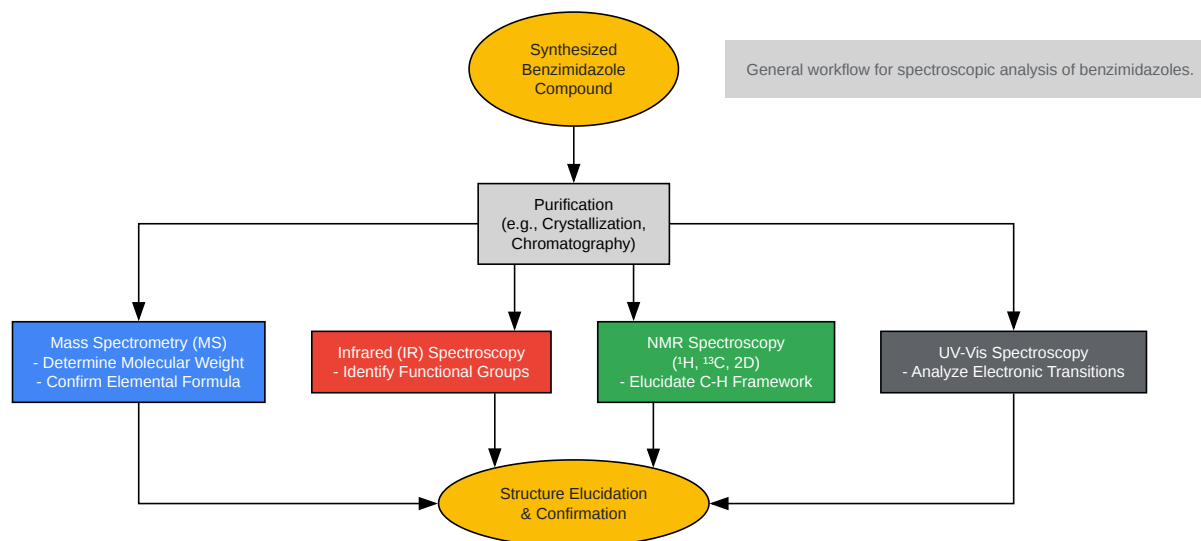 Synthesized
Benzimidazole
Compound
General workflow for spectroscopic analysis of benzimidazoles.
Purification
(e.g., Crystallization,
Chromatography)
Mass Spectrometry (MS)
- Determine Molecular Weight
- Confirm Elemental Formula
Infrared (IR) Spectroscopy
- Identify Functional Groups
NMR Spectroscopy
(¹H, ¹³C, 2D)
- Elucidate C-H Framework
UV-Vis Spectroscopy
- Analyze Electronic Transitions
Structure Elucidation
& Confirmation